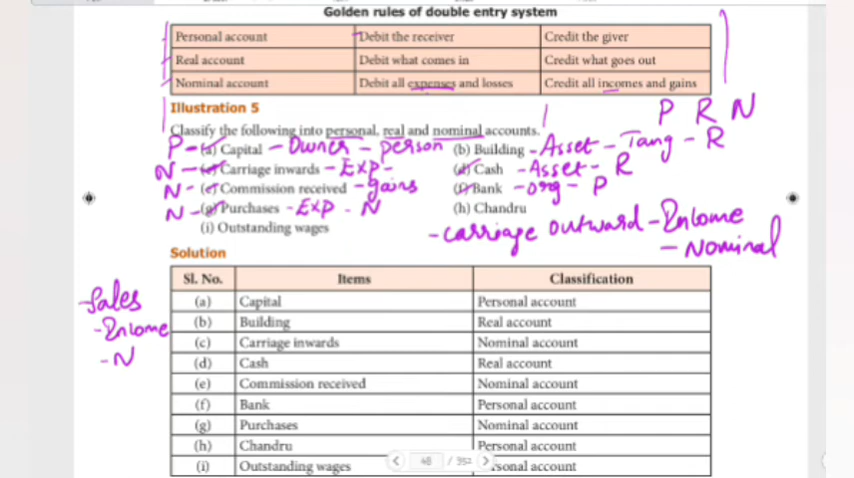 Golden rules of double entry system
Personal account Debit the receiver Credit the giver
Real account Debit what comes in Credit what goes out
Nominal account Debit all expenses and losses Credit all incomes and gains
Illustration 5
P R N
Classify the following into personal, real and nominal accounts.
P - (a) Capital - Owner - person (b) Building - Asset - Tang - R
N - (c) Carriage inwards - EXP - (d) Cash - Asset - R
N - (e) Commission received - gains (f) Bank - org - P
N - (g) Purchases - EXP - N (h) Chandru
(i) Outstanding wages - carriage outward - Inlome
- Nominal
Solution
Sl. No. Items Classification
Sales
- Inlome
- N
(a) Capital Personal account
(b) Building Real account
(c) Carriage inwards Nominal account
(d) Cash Real account
(e) Commission received Nominal account
(f) Bank Personal account
(g) Purchases Nominal account
(h) Chandru Personal account
(i) Outstanding wages sonal account
< 48 / 352 >